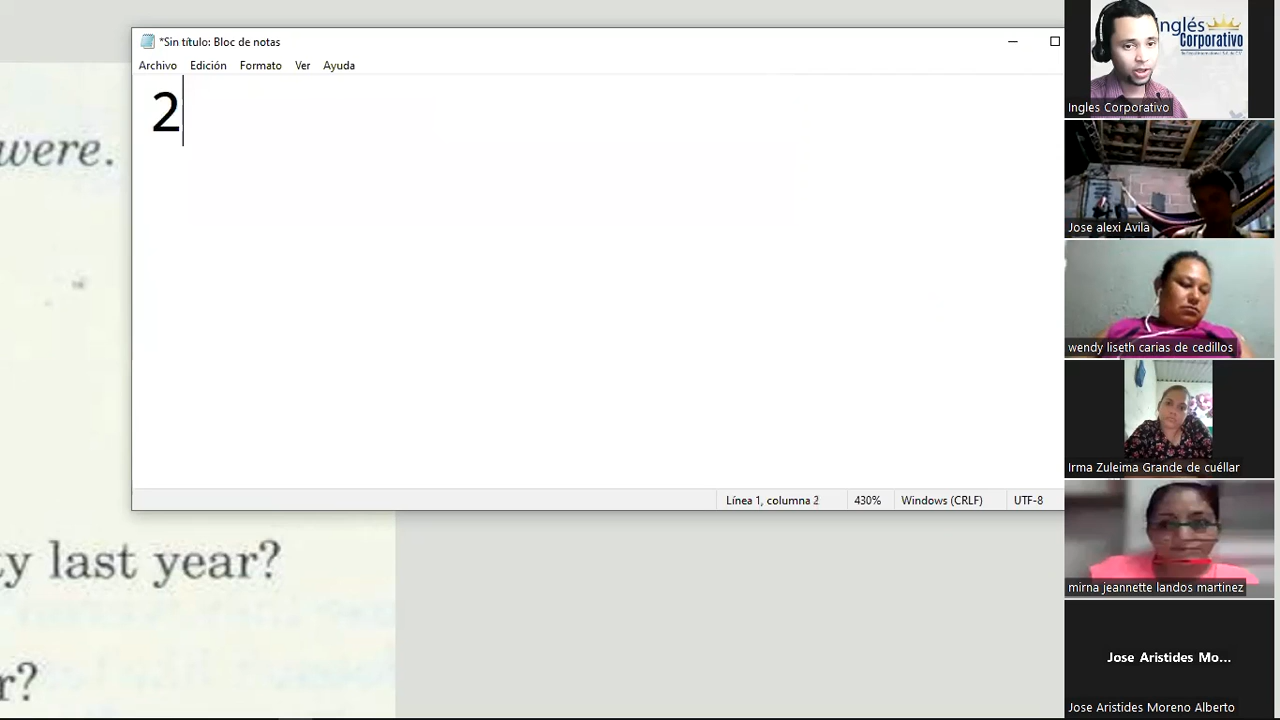 *Sin título: Bloc de notas
Archivo Edición Formato Ver Ayuda
2
Línea 1, columna 2 430% Windows (CRLF) UTF-8
were.
y last year?
r?
Inglés
Corporativo
Ingles Corporativo
Jose alexi Avila
wendy liseth carias de cedillos
Irma Zuleima Grande de cuéllar
mirna jeannette landos martinez
Jose Aristides Mo...
Jose Aristides Moreno Alberto